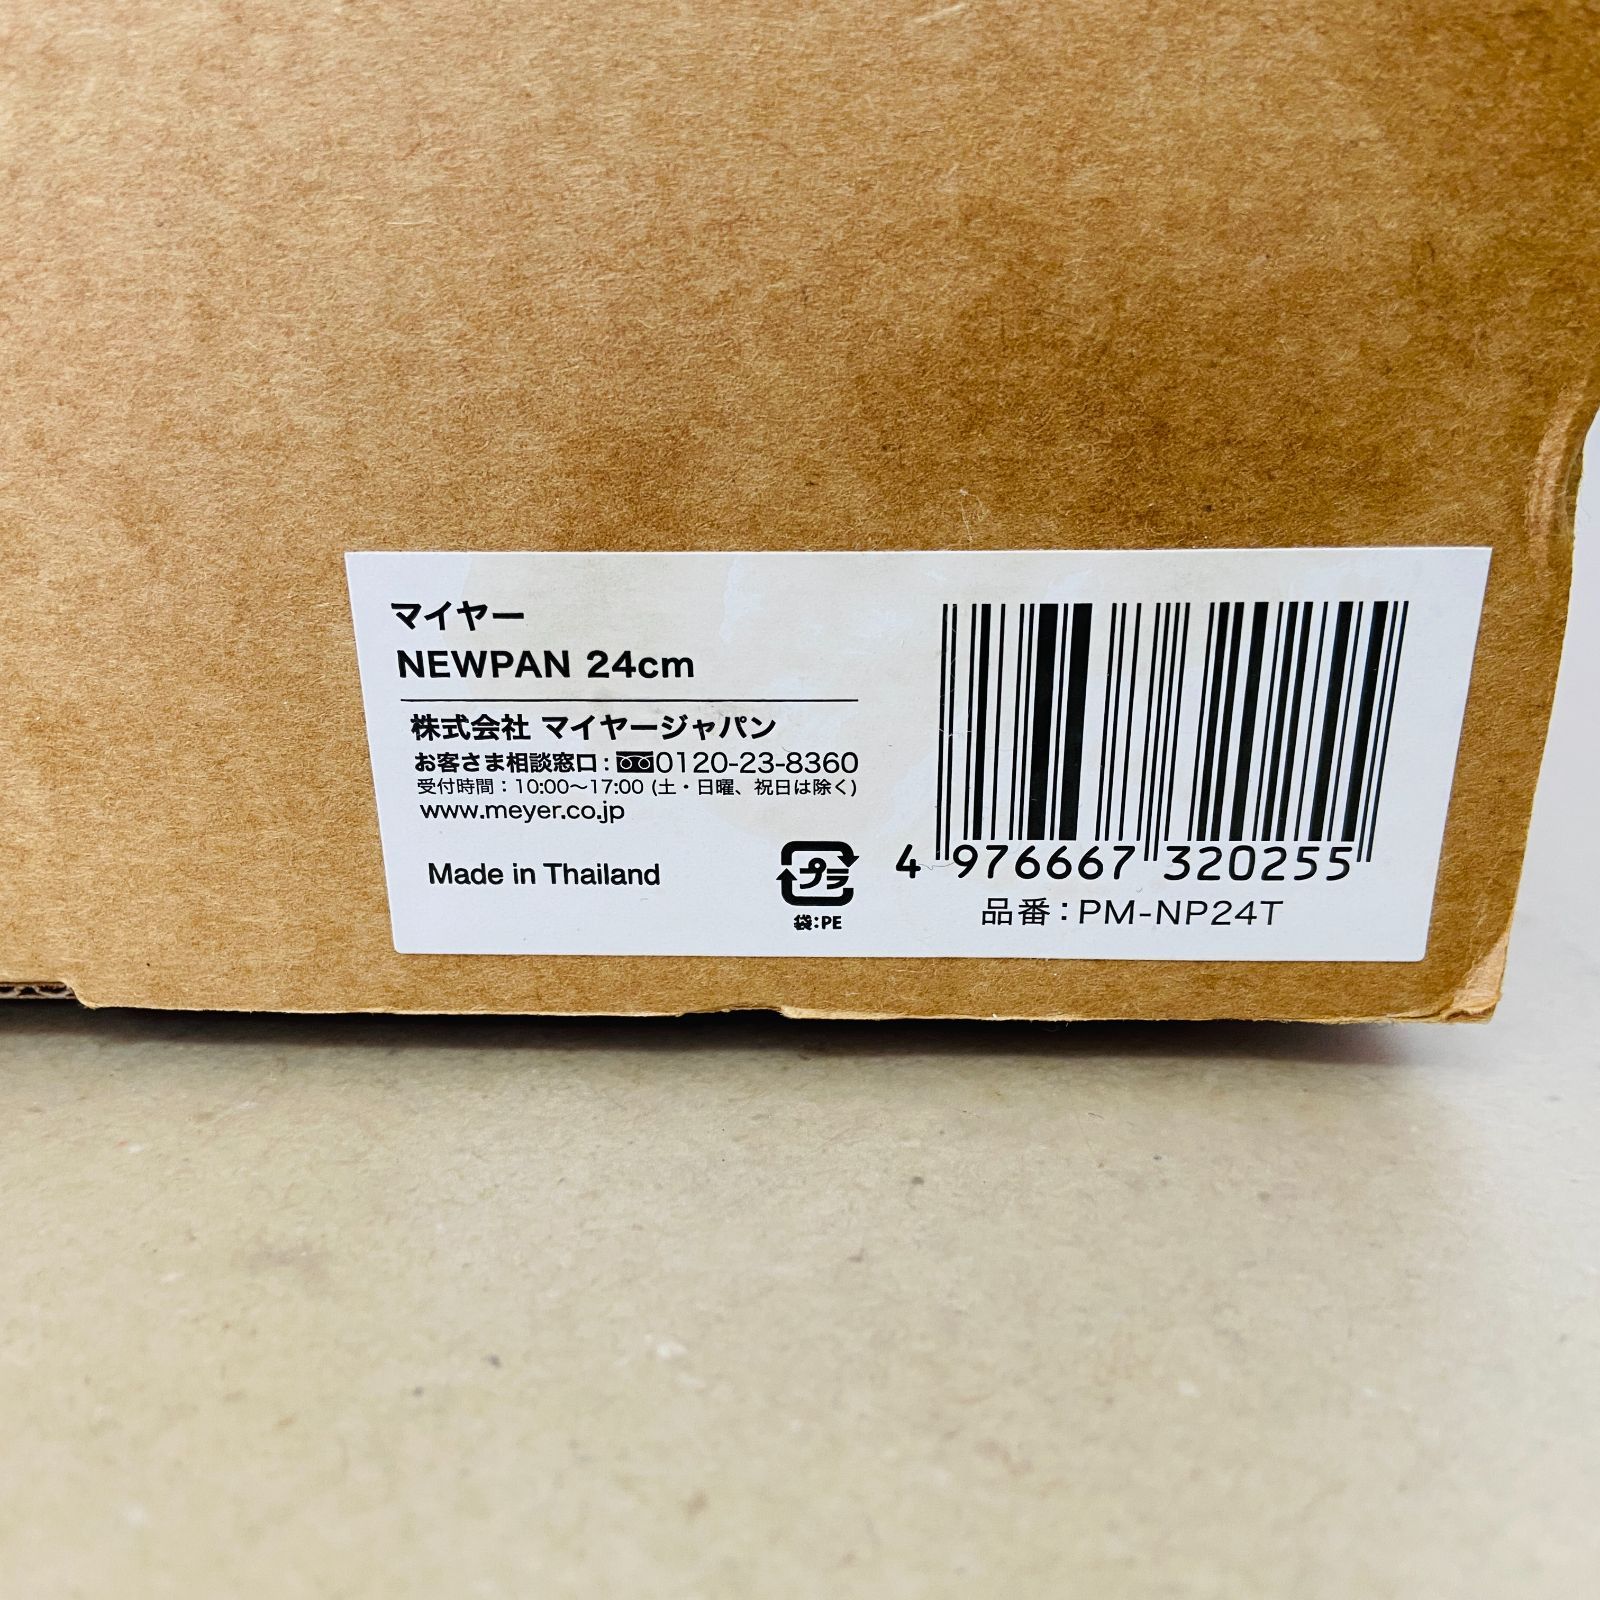 マイヤー
NEWPAN 24cm
株式会社 マイヤージャパン
お客さま相談窓口:0120-23-8360
受付時間:10:00〜17:00 (土・日曜、祝日は除く)
www.meyer.co.jp
Made in Thailand
プラ
袋:PE
4 976667 320255
品番:PM-NP24T